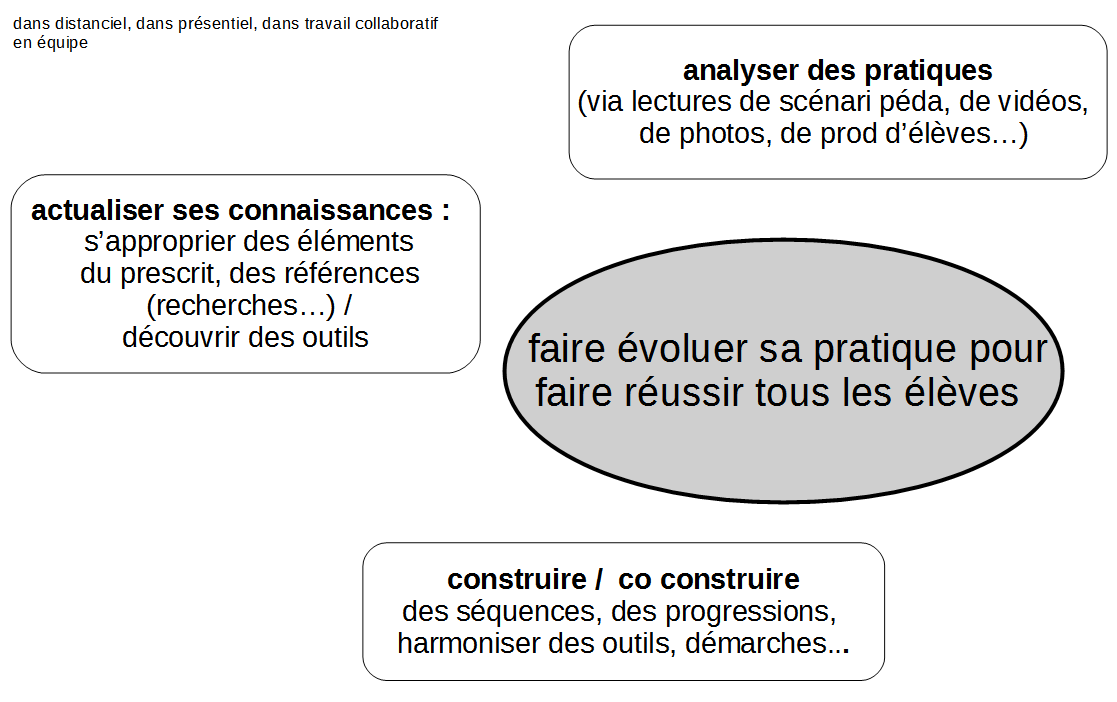 dans distanciel, dans présentiel, dans travail collaboratif
en équipe
analyser des pratiques
(via lectures de scénari péda, de vidéos,
de photos, de prod d’élèves…)
actualiser ses connaissances :
s’approprier des éléments
du prescrit, des références
(recherches…) /
découvrir des outils
faire évoluer sa pratique pour
faire réussir tous les élèves
construire / co construire
des séquences, des progressions,
harmoniser des outils, démarches...